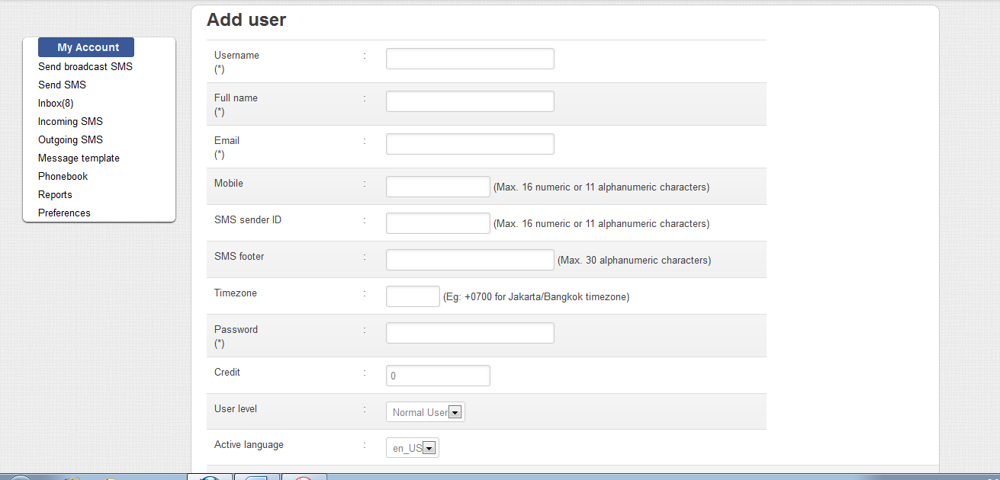 Add user
My Account
Send broadcast SMS
Send SMS
Inbox(8)
Incoming SMS
Outgoing SMS
Message template
Phonebook
Reports
Preferences
Username :
(*)
Full name :
(*)
Email :
(*)
Mobile : (Max. 16 numeric or 11 alphanumeric characters)
SMS sender ID : (Max. 16 numeric or 11 alphanumeric characters)
SMS footer : (Max. 30 alphanumeric characters)
Timezone : (Eg: +0700 for Jakarta/Bangkok timezone)
Password :
(*)
Credit : 0
User level : Normal User
Active language : en_US